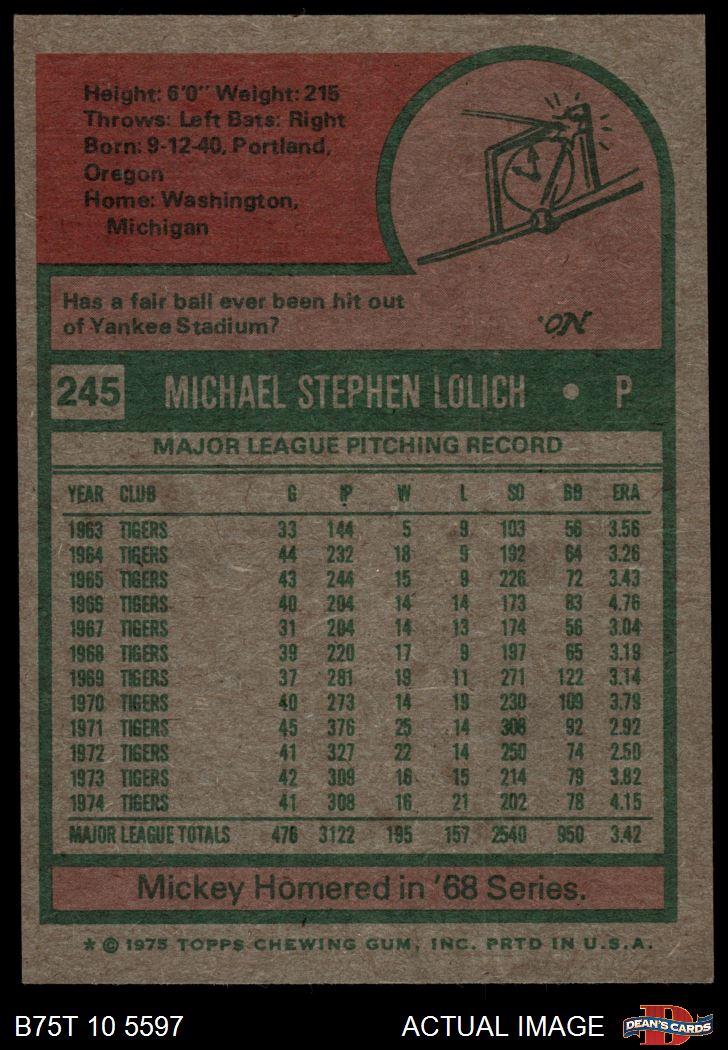 Height: 6'0" Weight: 215
Throws: Left Bats: Right
Born: 9-12-40, Portland,
Oregon
Home: Washington,
Michigan
Has a fair ball ever been hit out
of Yankee Stadium?
No.
245 MICHAEL STEPHEN LOLICH • P
MAJOR LEAGUE PITCHING RECORD
YEAR CLUB G IP W L SO BB ERA
1963 TIGERS 33 144 5 9 103 56 3.56
1964 TIGERS 44 232 18 9 192 64 3.26
1965 TIGERS 43 244 15 9 226 72 3.43
1966 TIGERS 40 204 14 14 173 83 4.76
1967 TIGERS 31 204 14 13 174 56 3.04
1968 TIGERS 39 220 17 9 197 65 3.19
1969 TIGERS 37 281 19 11 271 122 3.14
1970 TIGERS 40 273 14 19 230 109 3.79
1971 TIGERS 45 376 25 14 308 92 2.92
1972 TIGERS 41 327 22 14 250 74 2.50
1973 TIGERS 42 309 16 15 214 79 3.82
1974 TIGERS 41 308 16 21 202 78 4.15
MAJOR LEAGUE TOTALS 476 3122 195 157 2540 950 3.42
Mickey Homered in '68 Series.
* © 1975 TOPPS CHEWING GUM, INC. PRTD IN U.S.A.
B75T 10 5597 ACTUAL IMAGE
D
DEAN'S CARDS